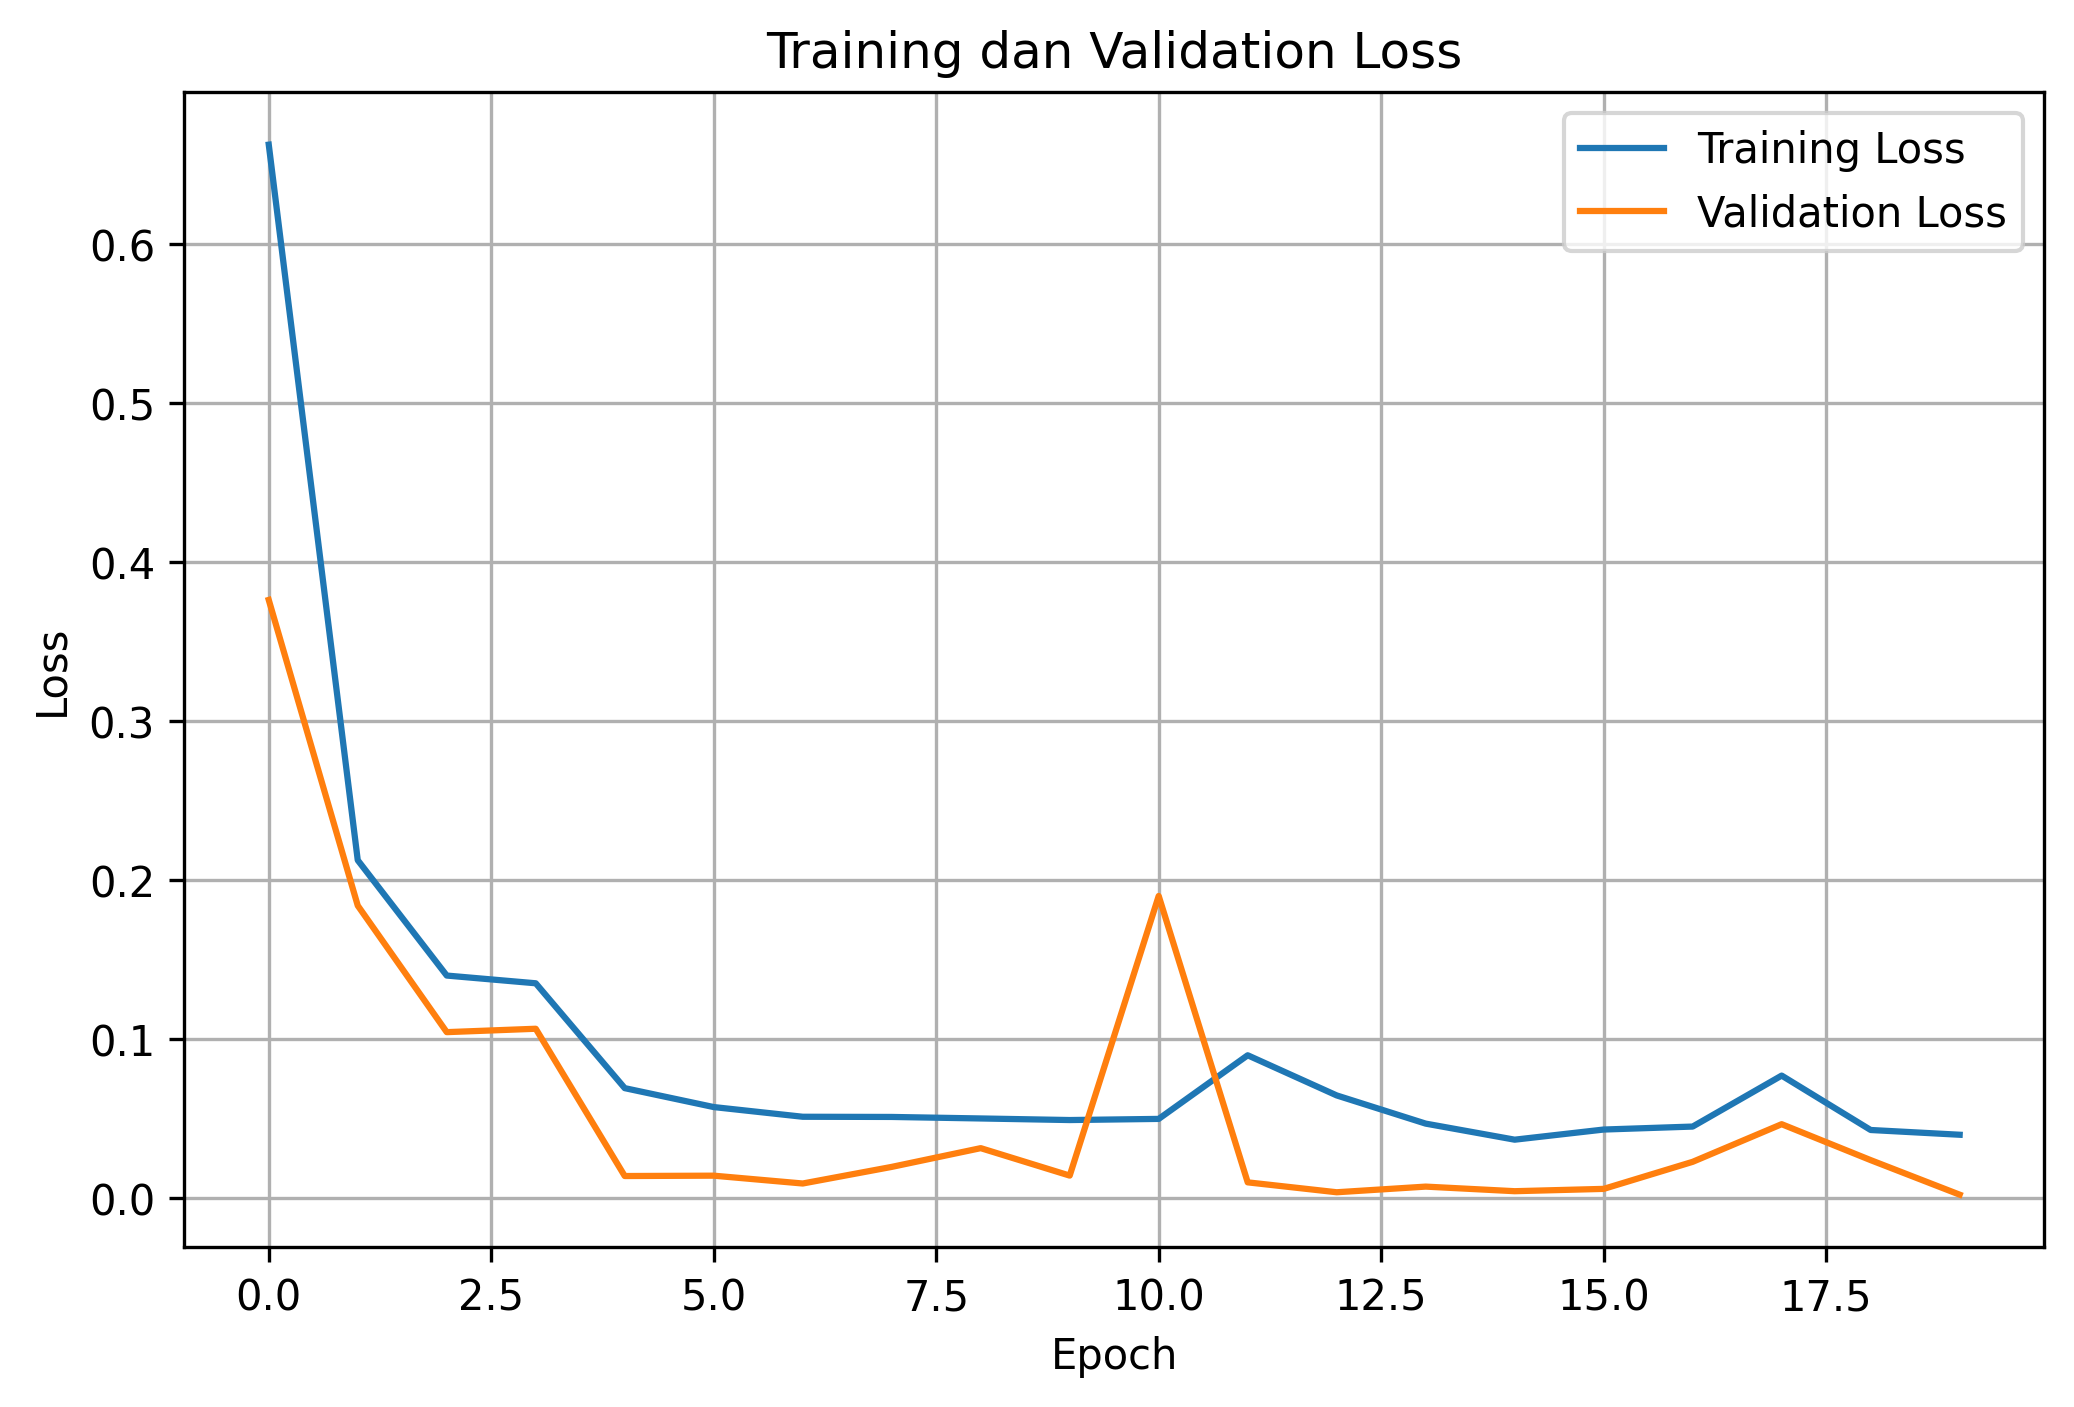 Training dan Validation Loss
Training Loss
Validation Loss
0.6
0.5
0.4
0.3
0.2
0.1
0.0
Loss
0.0 2.5 5.0 7.5 10.0 12.5 15.0 17.5
Epoch